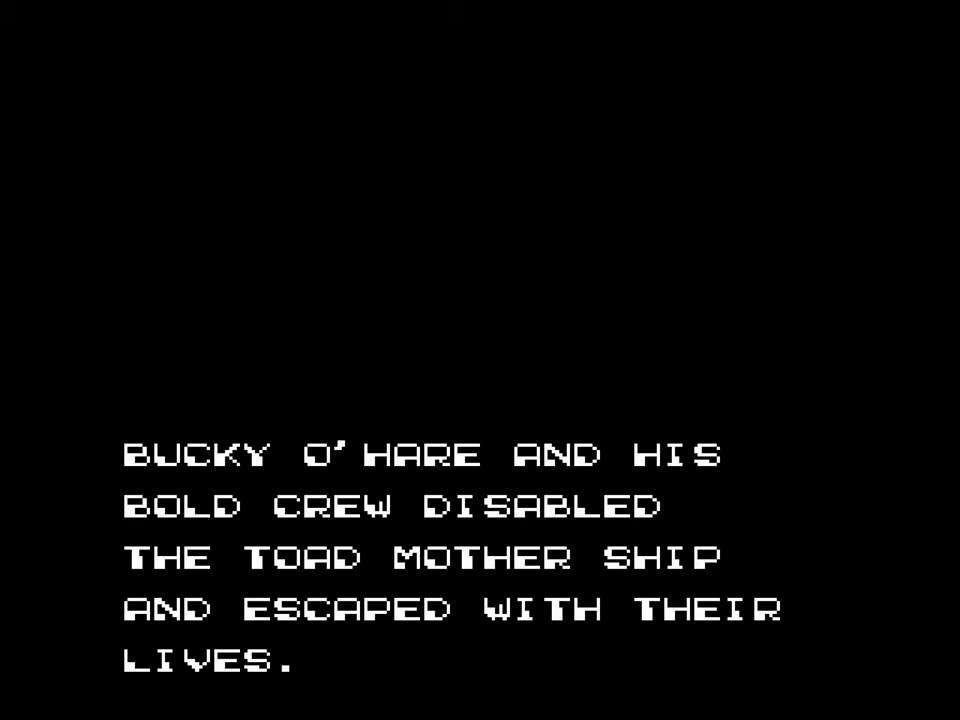 BUCKY O'HARE AND HIS
BOLD CREW DISABLED
THE TOAD MOTHER SHIP
AND ESCAPED WITH THEIR
LIVES.